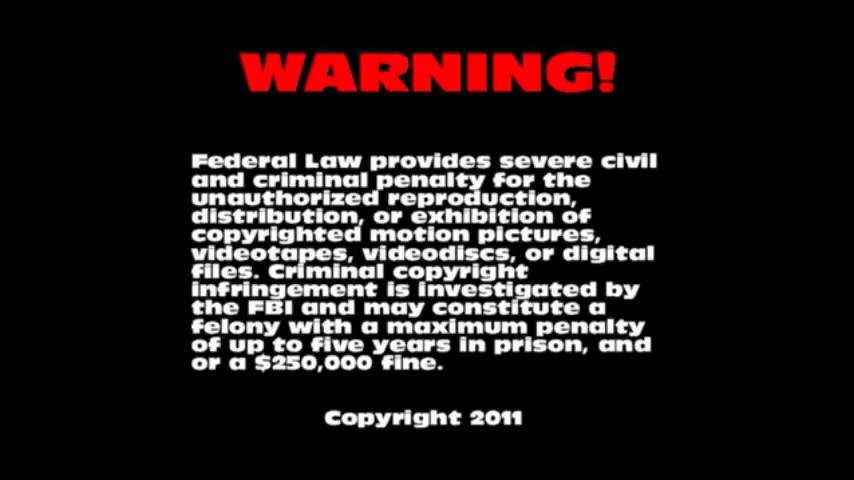 WARNING!
Federal Law provides severe civil
and criminal penalty for the
unauthorized reproduction,
distribution, or exhibition of
copyrighted motion pictures,
videotapes, videodiscs, or digital
files. Criminal copyright
infringement is investigated by
the FBI and may constitute a
felony with a maximum penalty
of up to five years in prison, and
or a $250,000 fine.
Copyright 2011